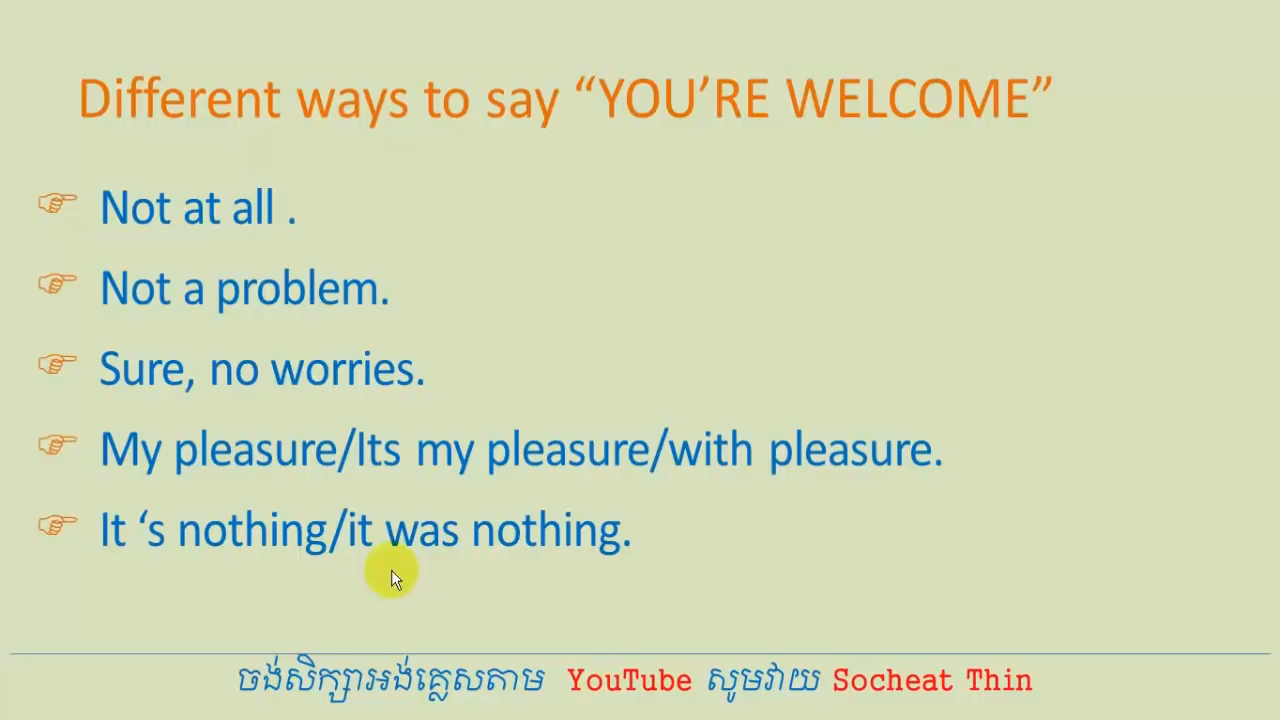 Different ways to say “YOU’RE WELCOME”
Not at all .
Not a problem.
Sure, no worries.
My pleasure/Its my pleasure/with pleasure.
It ‘s nothing/it was nothing.
ចង់សិក្សាអង់គ្លេសតាម YouTube សូមវាយ Socheat Thin